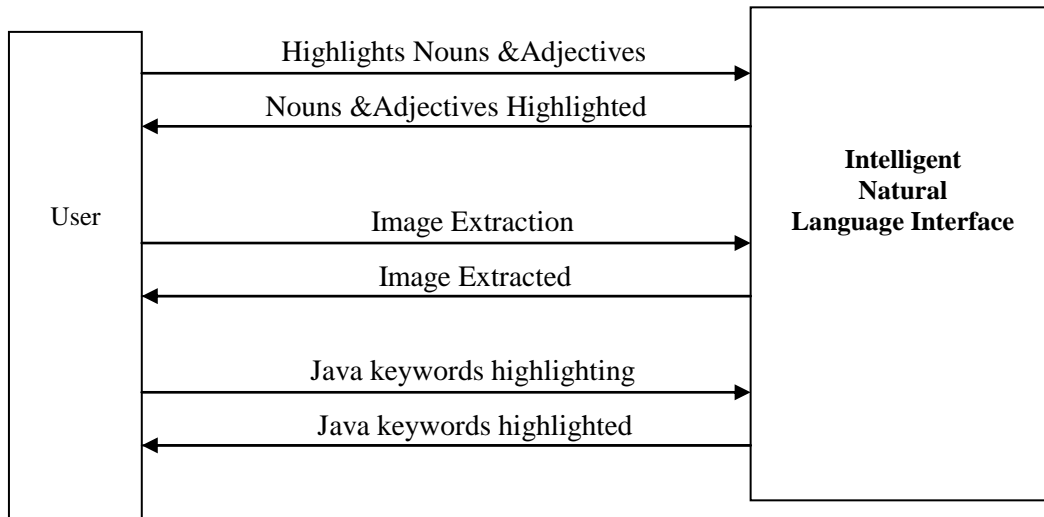 Highlights Nouns &Adjectives
Nouns &Adjectives Highlighted
User
Image Extraction
Image Extracted
Java keywords highlighting
Java keywords highlighted
Intelligent
Natural
Language Interface